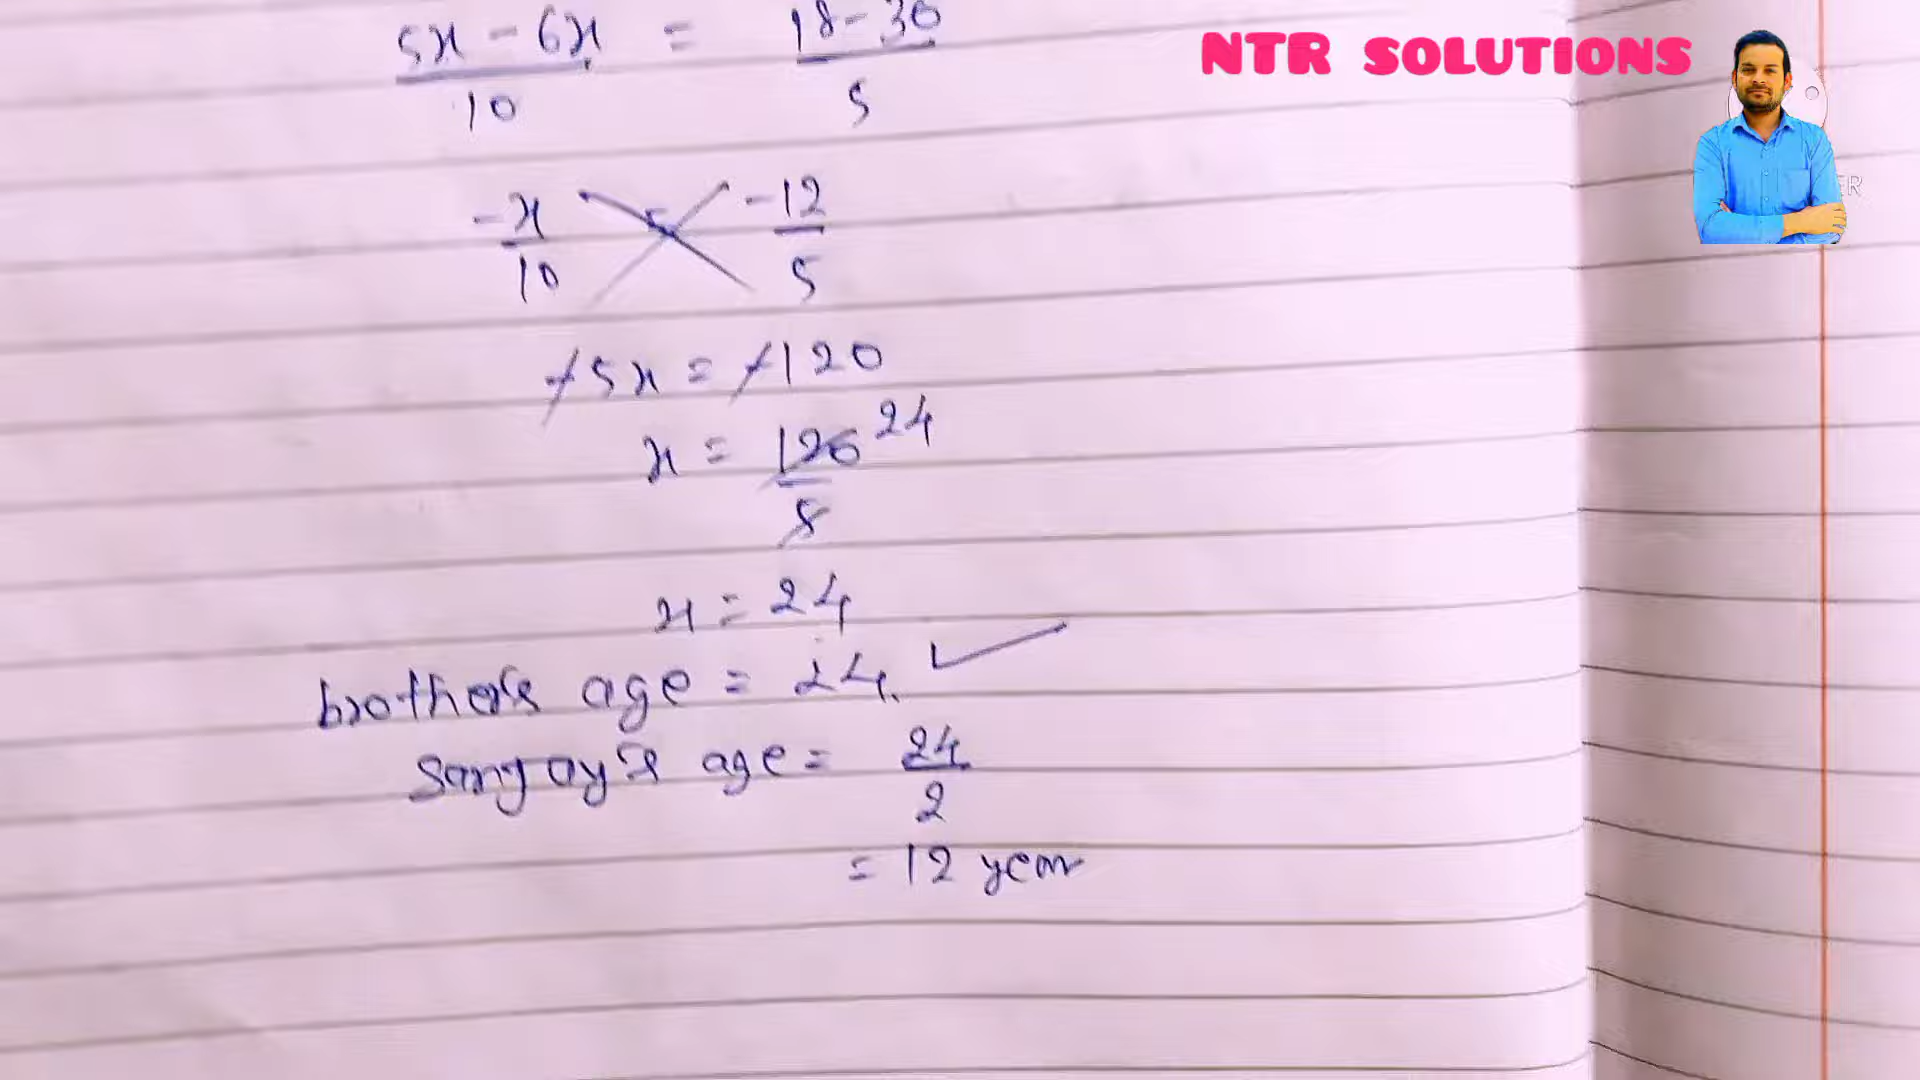 NTR SOLUTIONS
5x - 6x = 18 - 30
10 5
-x = -12
10 5
-5x = -120
x = 120 24
5
x = 24
brother's age = 24.
Sanjay's age = 24
2
= 12 year